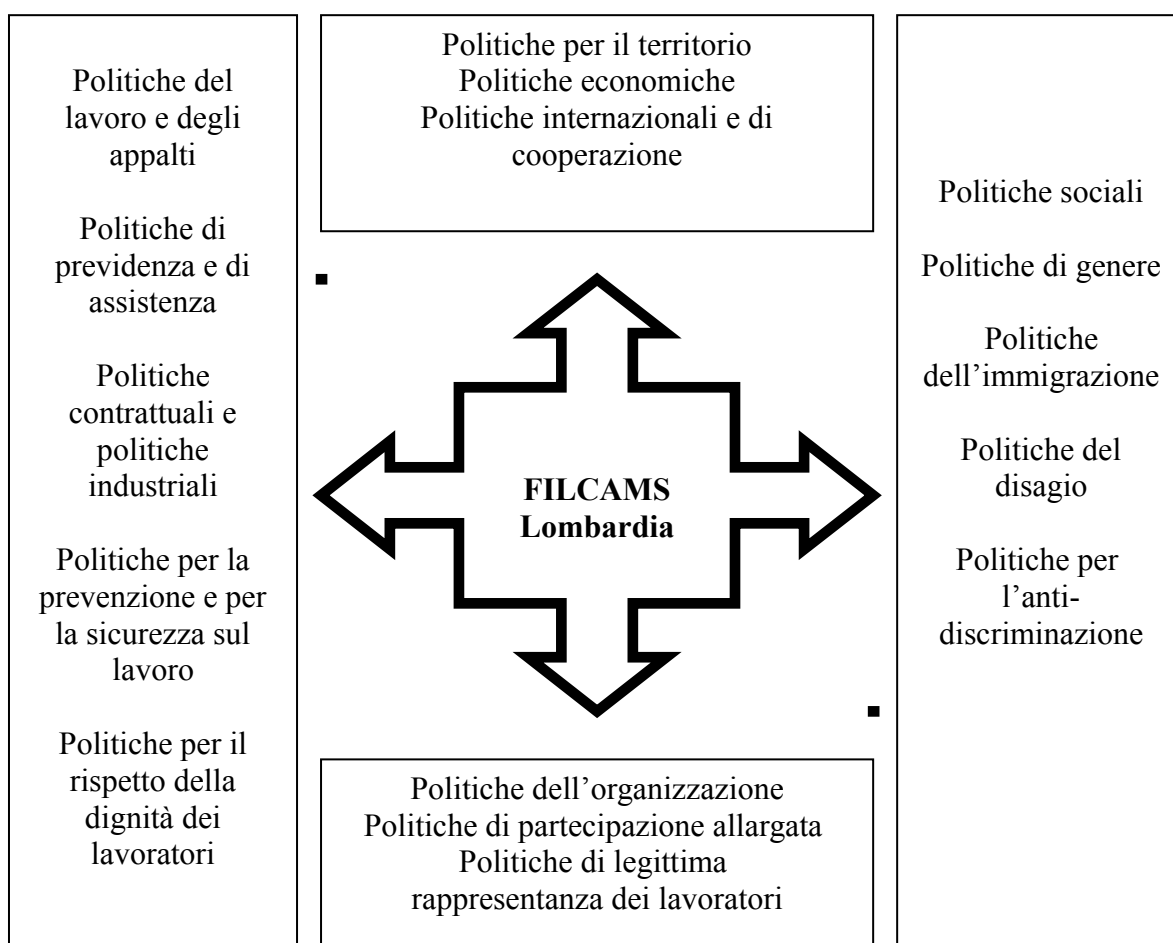 Politiche del
lavoro e degli
appalti
Politiche di
previdenza e di
assistenza
Politiche
contrattuali e
politiche
industriali
Politiche per la
prevenzione e per
la sicurezza sul
lavoro
Politiche per il
rispetto della
dignità dei
lavoratori
Politiche per il territorio
Politiche economiche
Politiche internazionali e di
cooperazione
FILCAMS
Lombardia
Politiche dell’organizzazione
Politiche di partecipazione allargata
Politiche di legittima
rappresentanza dei lavoratori
Politiche sociali
Politiche di genere
Politiche
dell’immigrazione
Politiche del
disagio
Politiche per
l’anti-
discriminazione